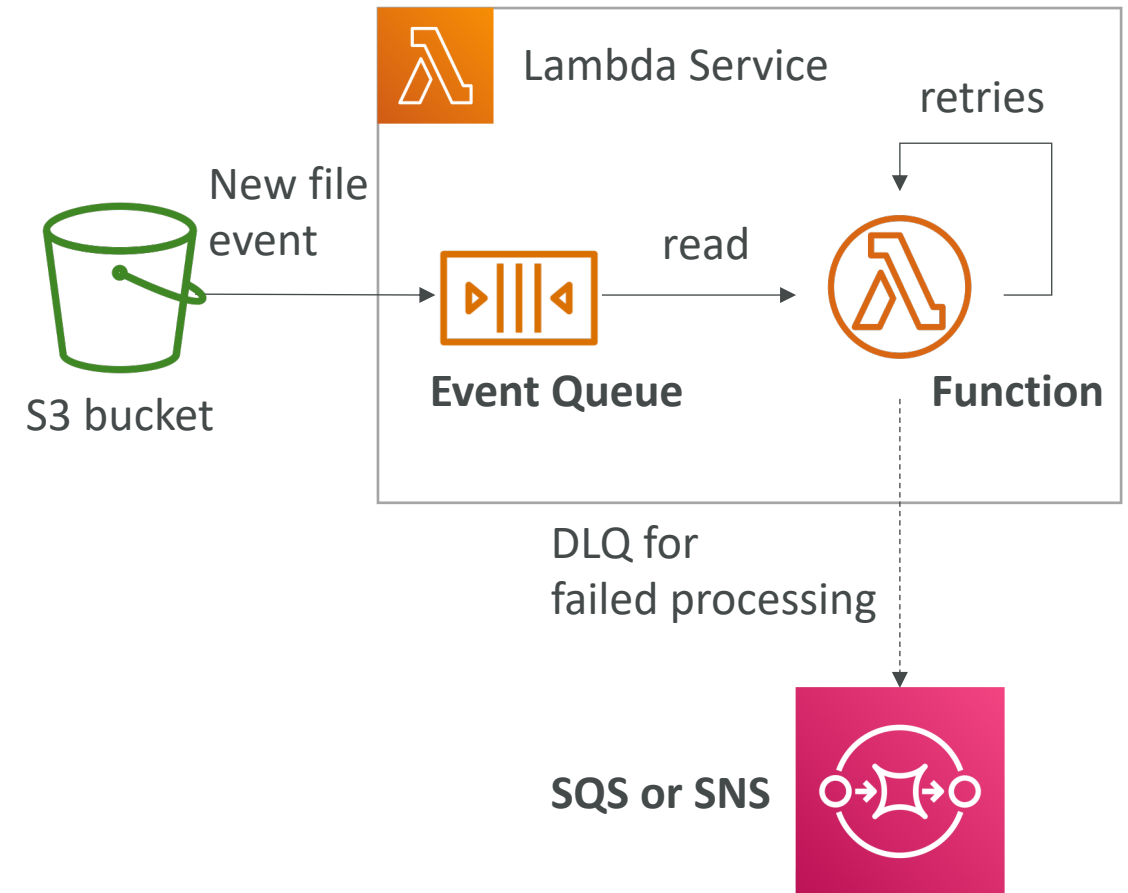 Lambda Service
retries
New file
event
read
Event Queue
Function
S3 bucket
DLQ for
failed processing
SQS or SNS